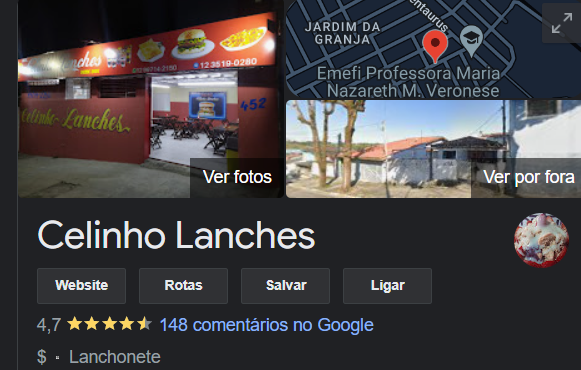 Lanches
12 3519-0280
452
Celinho Lanches
JARDIM DA
GRANJA
entaurus
Emefi Professora Maria
Nazareth M. Veronese
Ver fotos
Ver por fora
Celinho Lanches
Website
Rotas
Salvar
Ligar
4,7
148 comentários no Google
$ · Lanchonete